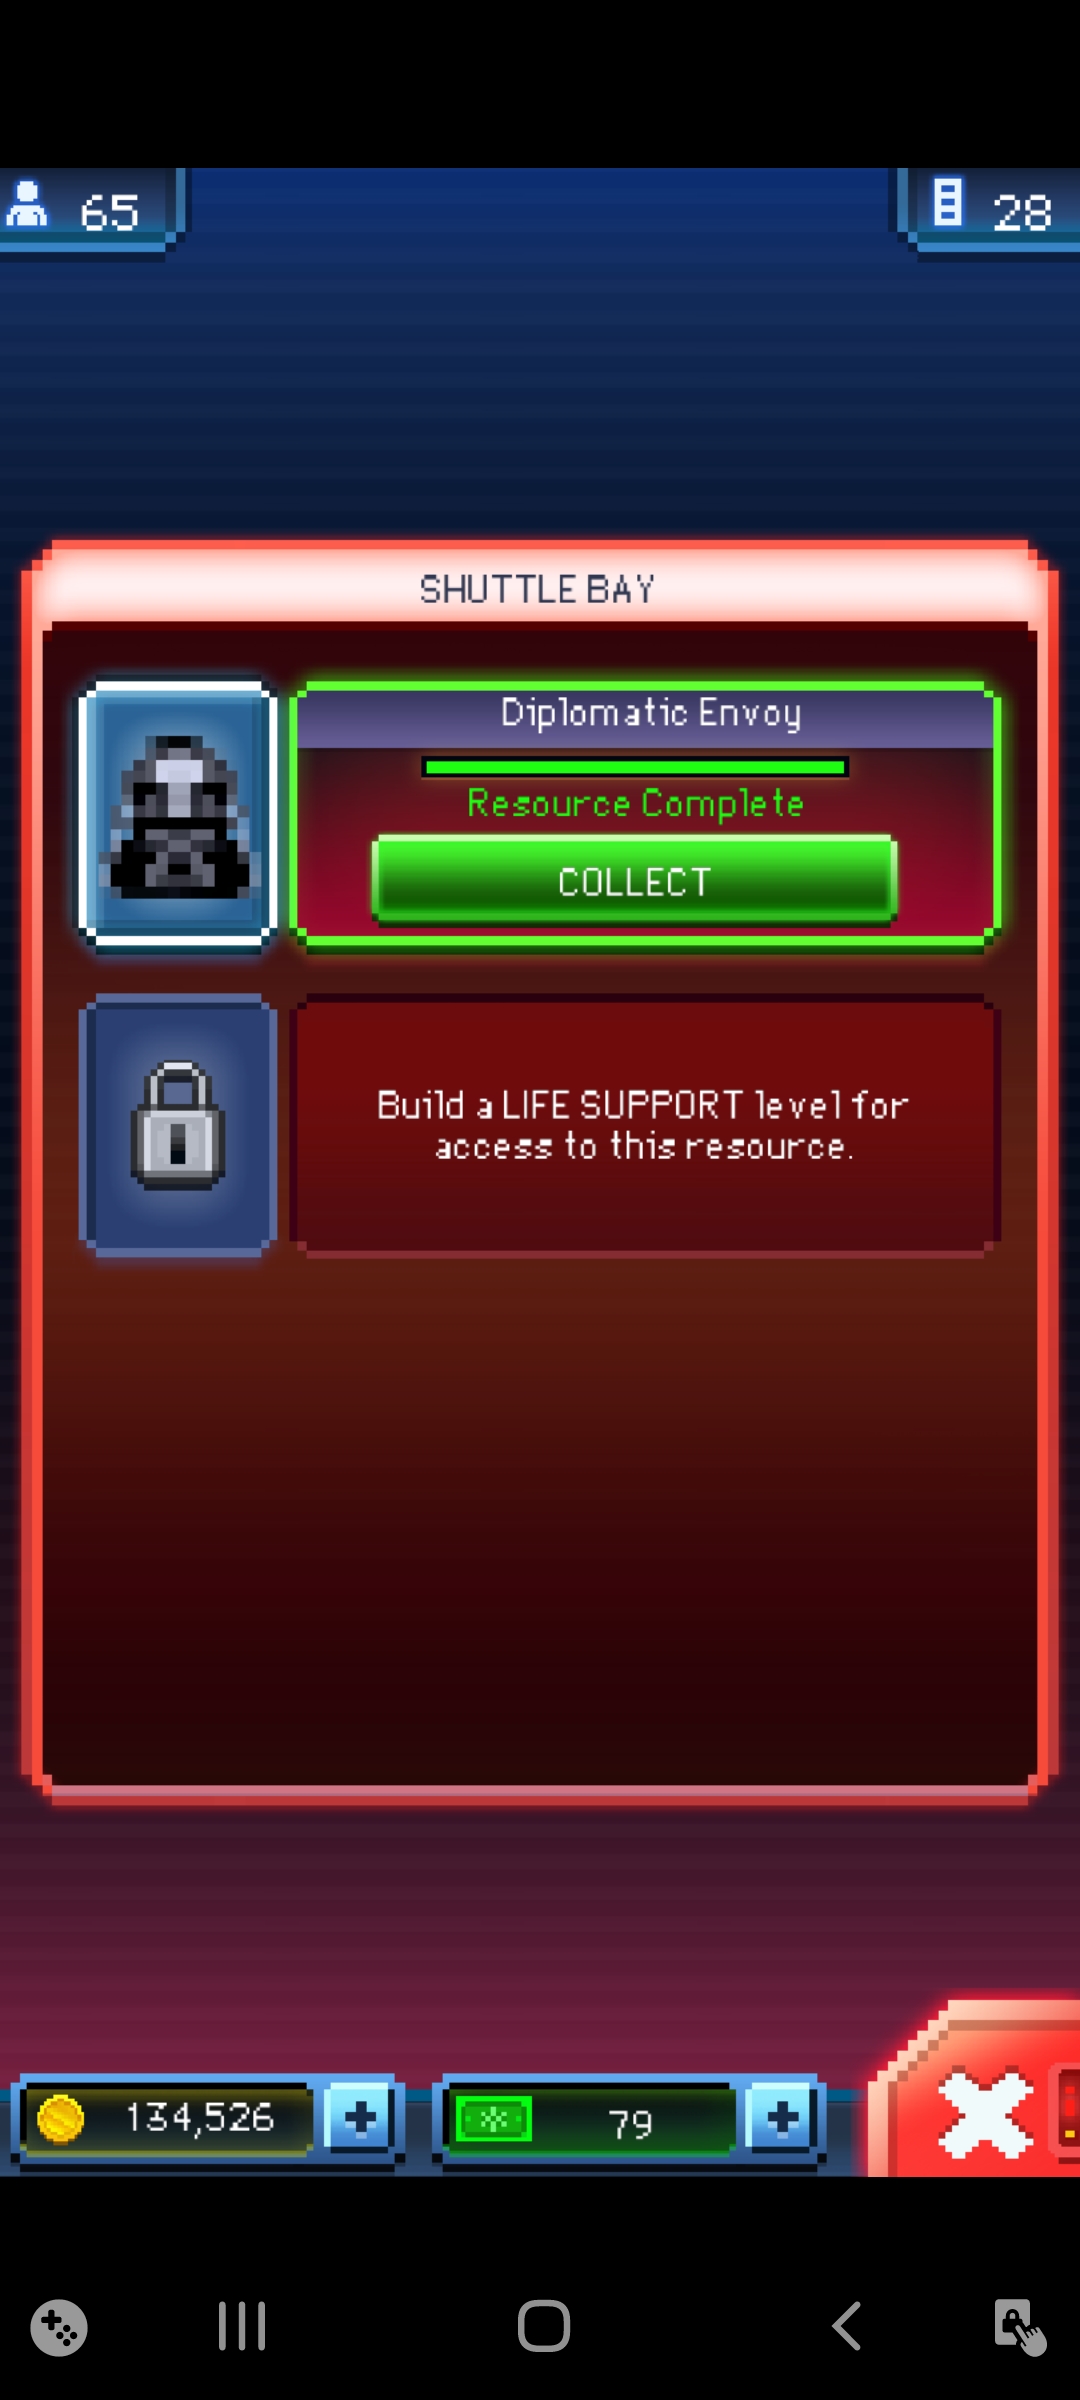 65
28
SHUTTLE BAY
Diplomatic Envoy
Resource Complete
COLLECT
Build a LIFE SUPPORT level for
access to this resource.
134,526
79